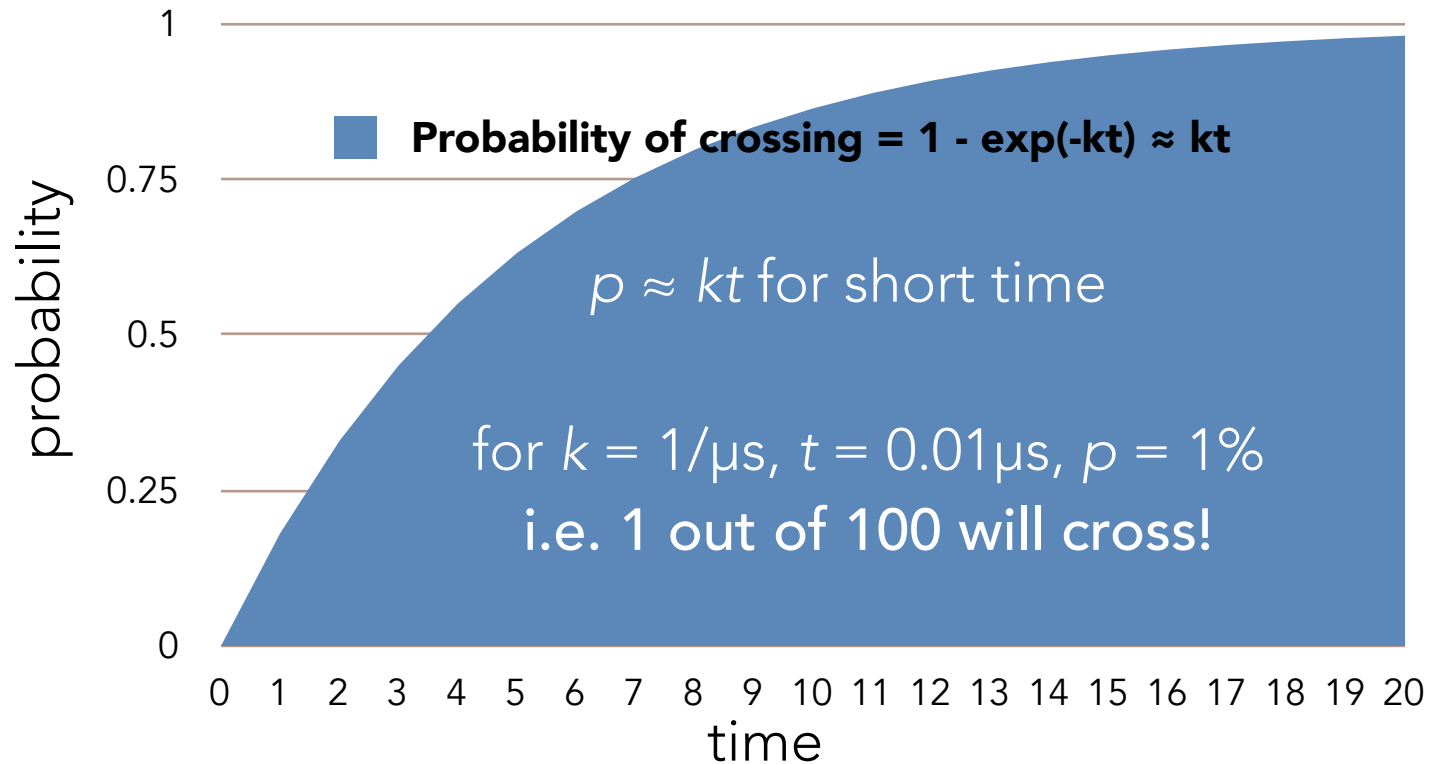 1
Probability of crossing = 1 - exp(-kt) ≈ kt
0.75
probability
p ≈ kt for short time
0.5
for k = 1/μs, t = 0.01μs, p = 1%
0.25
i.e. 1 out of 100 will cross!
0
0 1 2 3 4 5 6 7 8 9 10 11 12 13 14 15 16 17 18 19 20
time